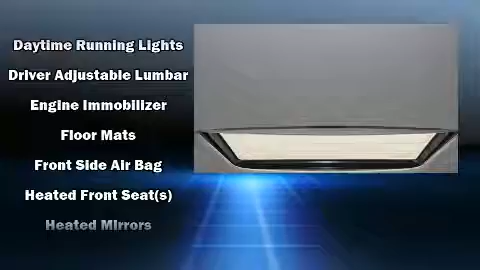 Daytime Running Lights
Driver Adjustable Lumbar
Engine Immobilizer
Floor Mats
Front Side Air Bag
Heated Front Seat(s)
Heated Mirrors